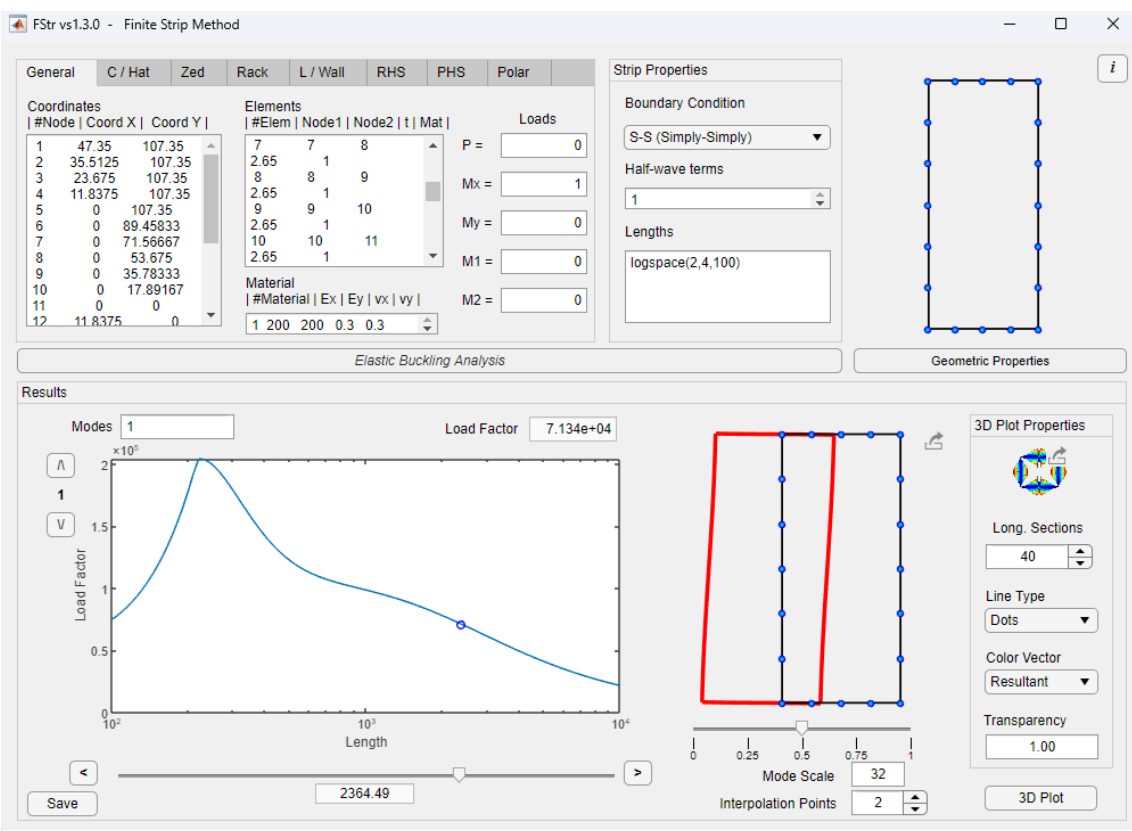 FStr vs1.3.0 - Finite Strip Method
General C / Hat Zed Rack L / Wall RHS PHS Polar
Coordinates
| #Node | Coord X | Coord Y |
1 47.35 107.35
2 35.5125 107.35
3 23.675 107.35
4 11.8375 107.35
5 0 107.35
6 0 89.45833
7 0 71.56667
8 0 53.675
9 0 35.78333
10 0 17.89167
11 0 0
12 11.8375 0
Elements
| #Elem | Node1 | Node2 | t | Mat |
7 7 8
2.65 1
8 8 9
2.65 1
9 9 10
2.65 1
10 10 11
2.65 1
Material
| #Material | Ex | Ey | vx | vy |
1 200 200 0.3 0.3
Loads
P = 0
Mx = 1
My = 0
M1 = 0
M2 = 0
Strip Properties
Boundary Condition
S-S (Simply-Simply)
Half-wave terms
1
Lengths
logspace(2,4,100)
i
Elastic Buckling Analysis
Geometric Properties
Results
Modes 1
Load Factor 7.134e+04
×10⁵
2
1.5
1
0.5
0
Load Factor
10² 10³ 10⁴
Length
Λ
1
V
< >
2364.49
Save
0 0.25 0.5 0.75 1
Mode Scale 32
Interpolation Points 2
3D Plot Properties
Long. Sections
40
Line Type
Dots
Color Vector
Resultant
Transparency
1.00
3D Plot